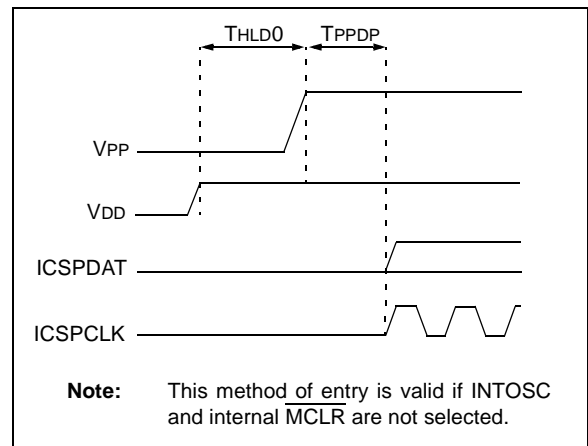 THLD0 TPPDP
VPP
VDD
ICSPDAT
ICSPCLK
Note: This method of entry is valid if INTOSC
and internal MCLR are not selected.